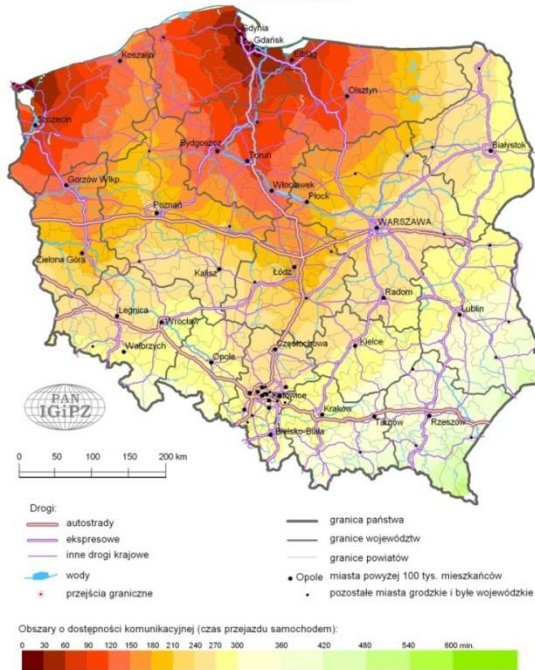 Gdynia
Gdańsk
Koszalin
Elbląg
Olsztyn
Szczecin
Bydgoszcz
Białystok
Toruń
Gorzów Wlkp.
Włocławek
Płock
Poznań
WARSZAWA
Zielona Góra
Kalisz
Łódź
Radom
Legnica
Wrocław
Lublin
Wałbrzych
Opole
Częstochowa
Kielce
PAN
IGiPZ
Katowice
Kraków
Tarnów
Rzeszów
Bielsko-Biała
0 50 100 200 km
Drogi:
autostrady
ekspresowe
inne drogi krajowe
wody
przejścia graniczne
granica państwa
granice województw
granice powiatów
Opole miasta powyżej 100 tys. mieszkańców
pozostałe miasta grodzkie i byłe wojewódzkie
Obszary o dostępności komunikacyjnej (czas przejazdu samochodem):
0 30 60 90 120 150 180 210 240 270 300 360 420 480 540 600 min.